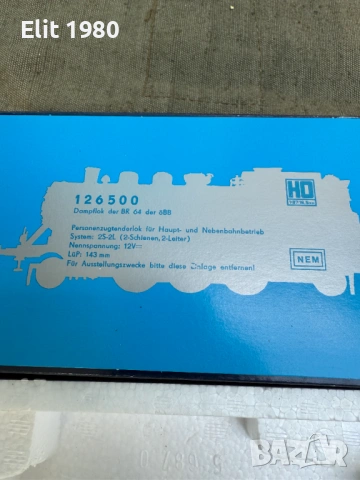 Elit 1980
126500
HO
Dampflok der BR 64 der öBB
Personenzugtenderlok für Haupt- und Nebenbahnbetrieb
System: 2S-2L (2-Schienen, 2-Leiter)
Nennspannung: 12V=
LüP: 143 mm
Für Ausstellungszwecke bitte diese Einlage entfernen!
NEM
BAZAR